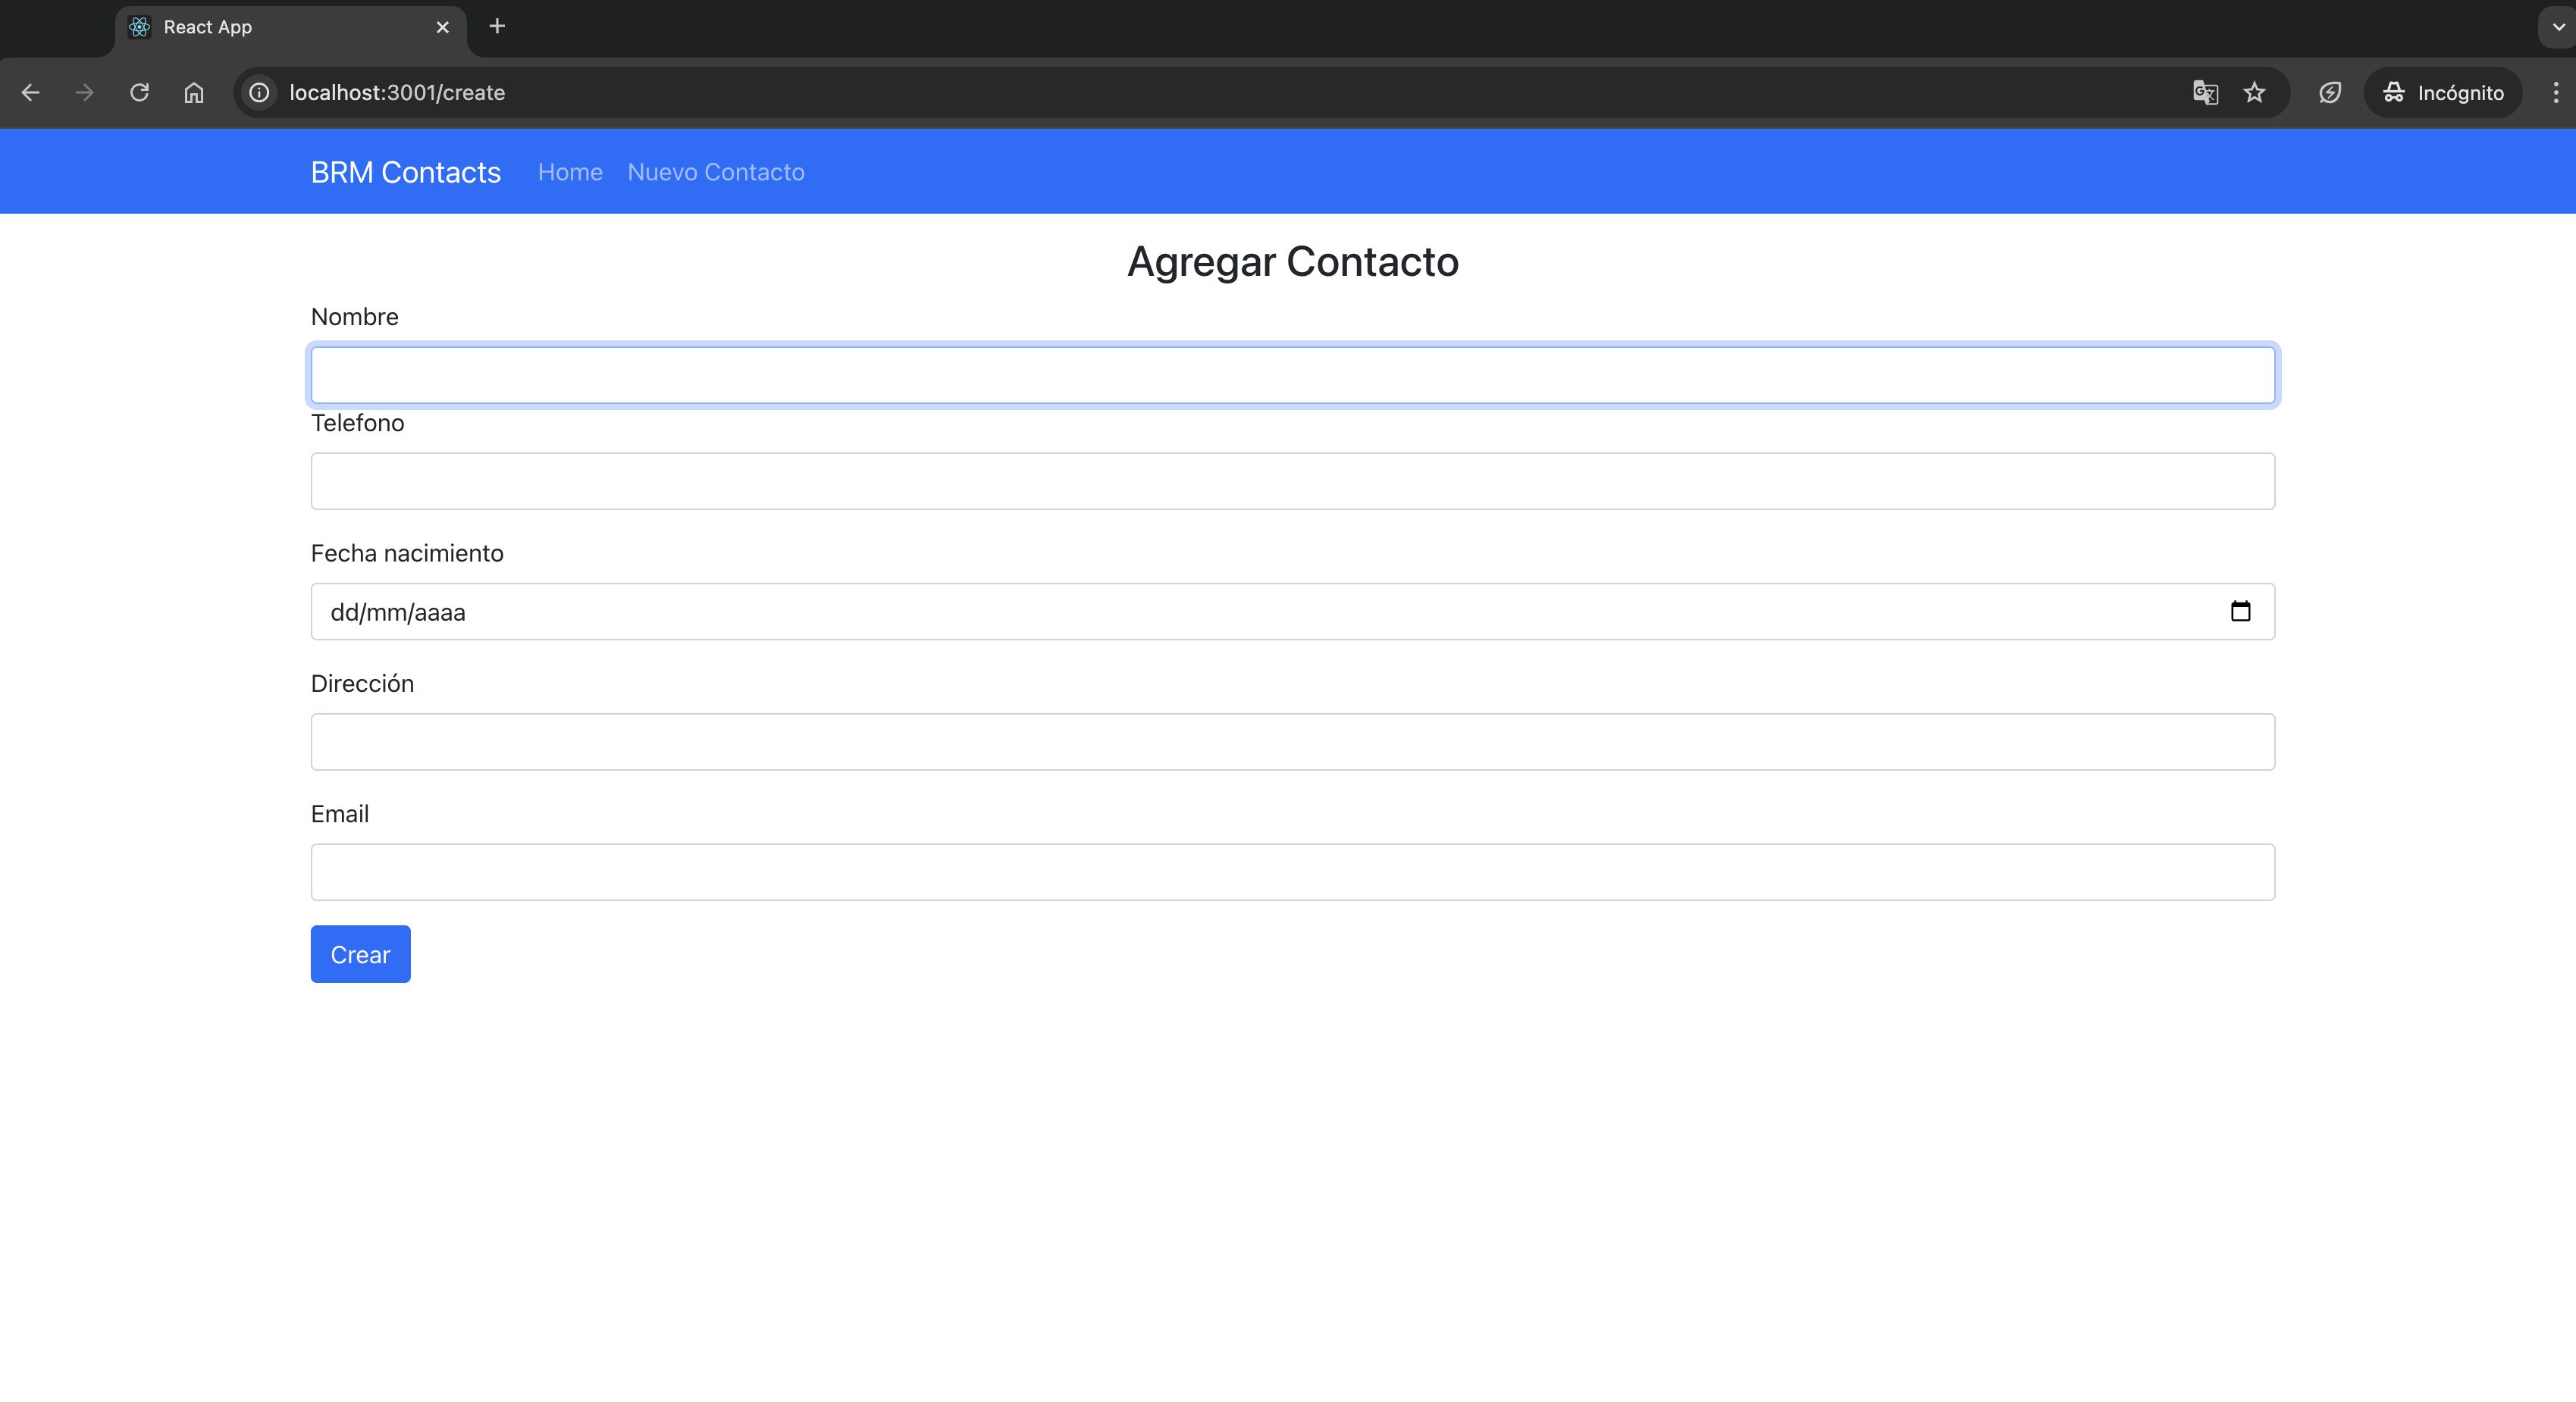 React App
localhost:3001/create
Incógnito
BRM Contacts Home Nuevo Contacto
Agregar Contacto
Nombre
Telefono
Fecha nacimiento
dd/mm/aaaa
Dirección
Email
Crear